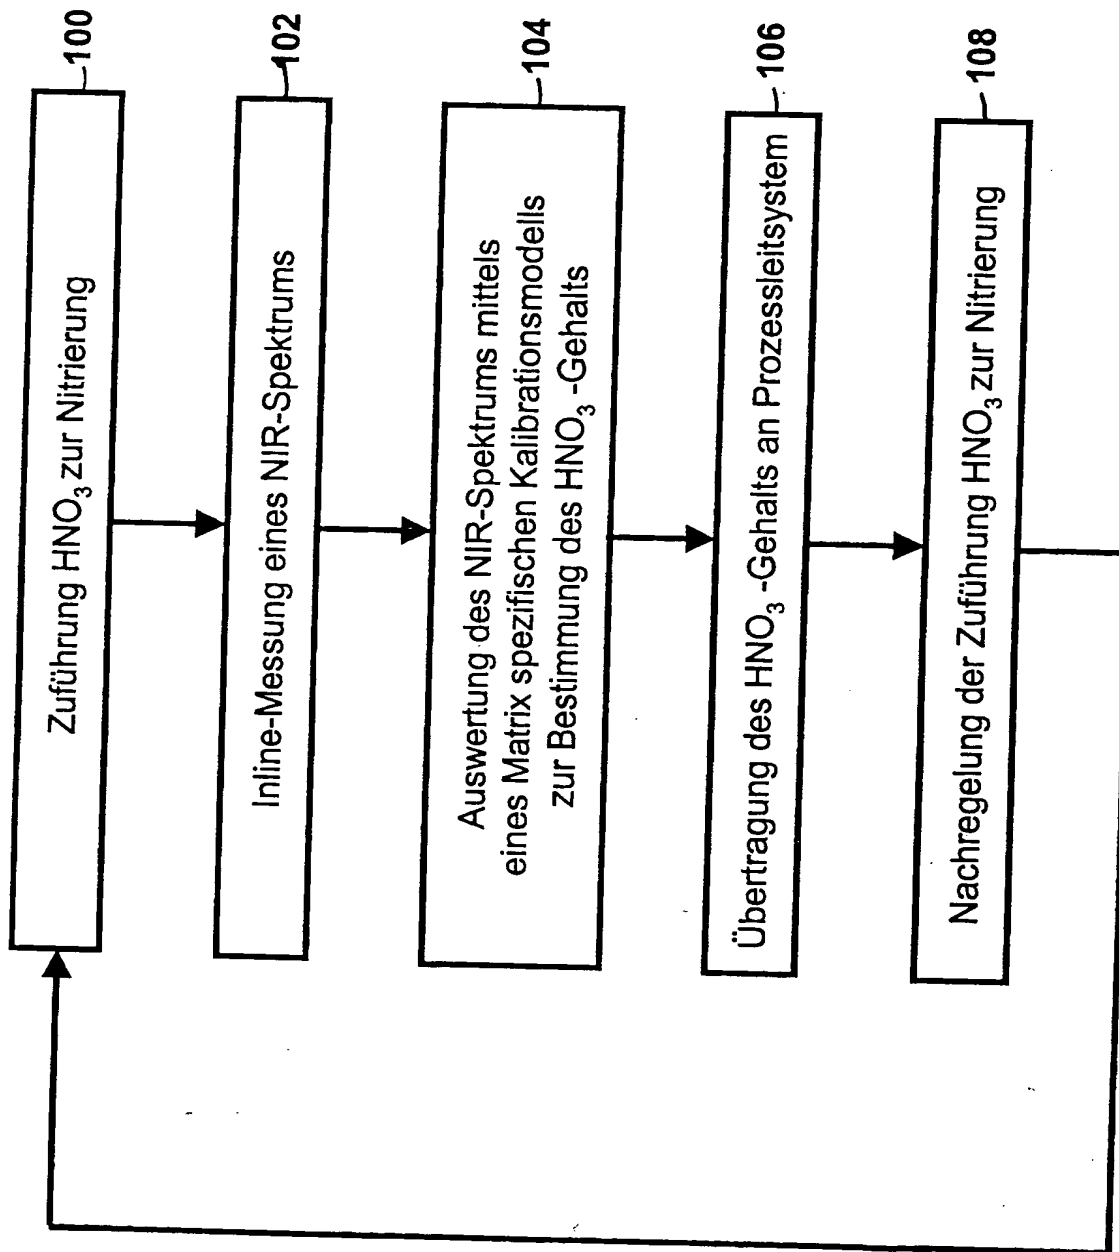 Zuführung HNO₃ zur Nitrierung
100
Inline-Messung eines NIR-Spektrums
102
Auswertung des NIR-Spektrums mittels
eines Matrix spezifischen Kalibrationsmodells
zur Bestimmung des HNO₃ -Gehalts
104
Übertragung des HNO₃ -Gehalts an Prozessleitsystem
106
Nachregelung der Zuführung HNO₃ zur Nitrierung
108